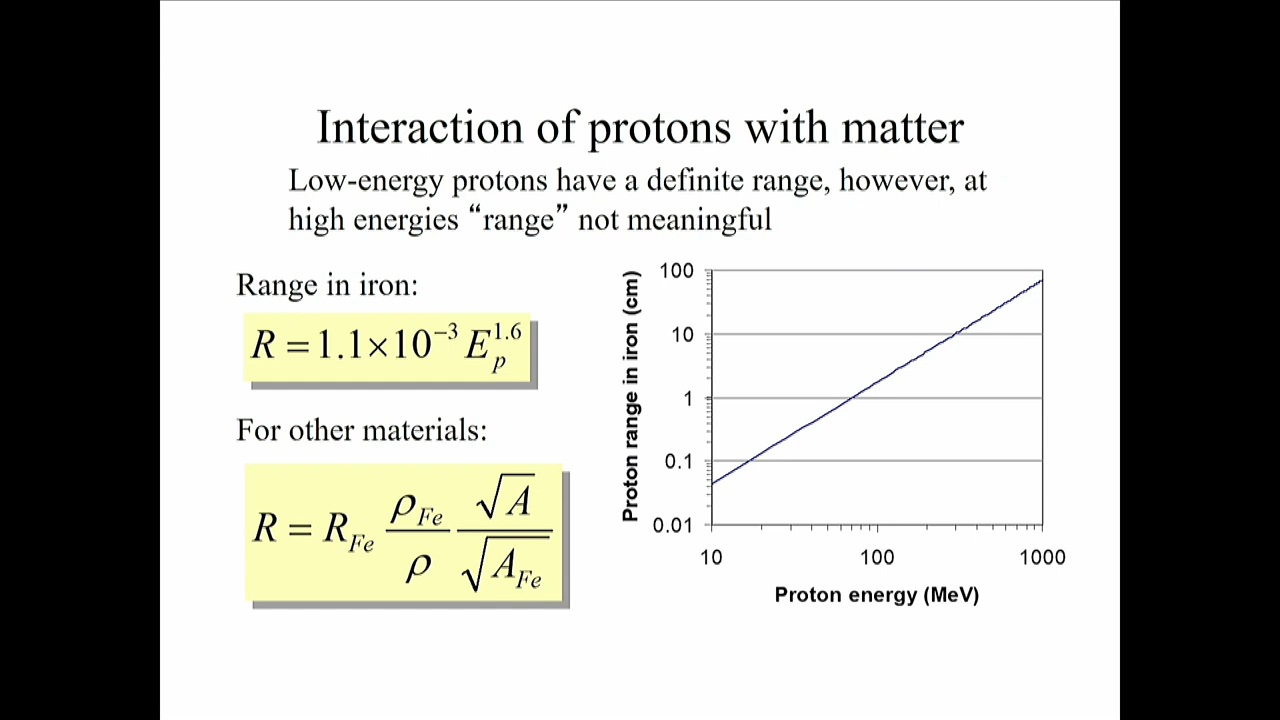 Interaction of protons with matter
Low-energy protons have a definite range, however, at
high energies “range” not meaningful
Range in iron:
R = 1.1×10⁻³ E_p^1.6
For other materials:
R = R_Fe ρ_Fe/ρ √A/√A_Fe
Proton range in iron (cm)
100
10
1
0.1
0.01
10 100 1000
Proton energy (MeV)